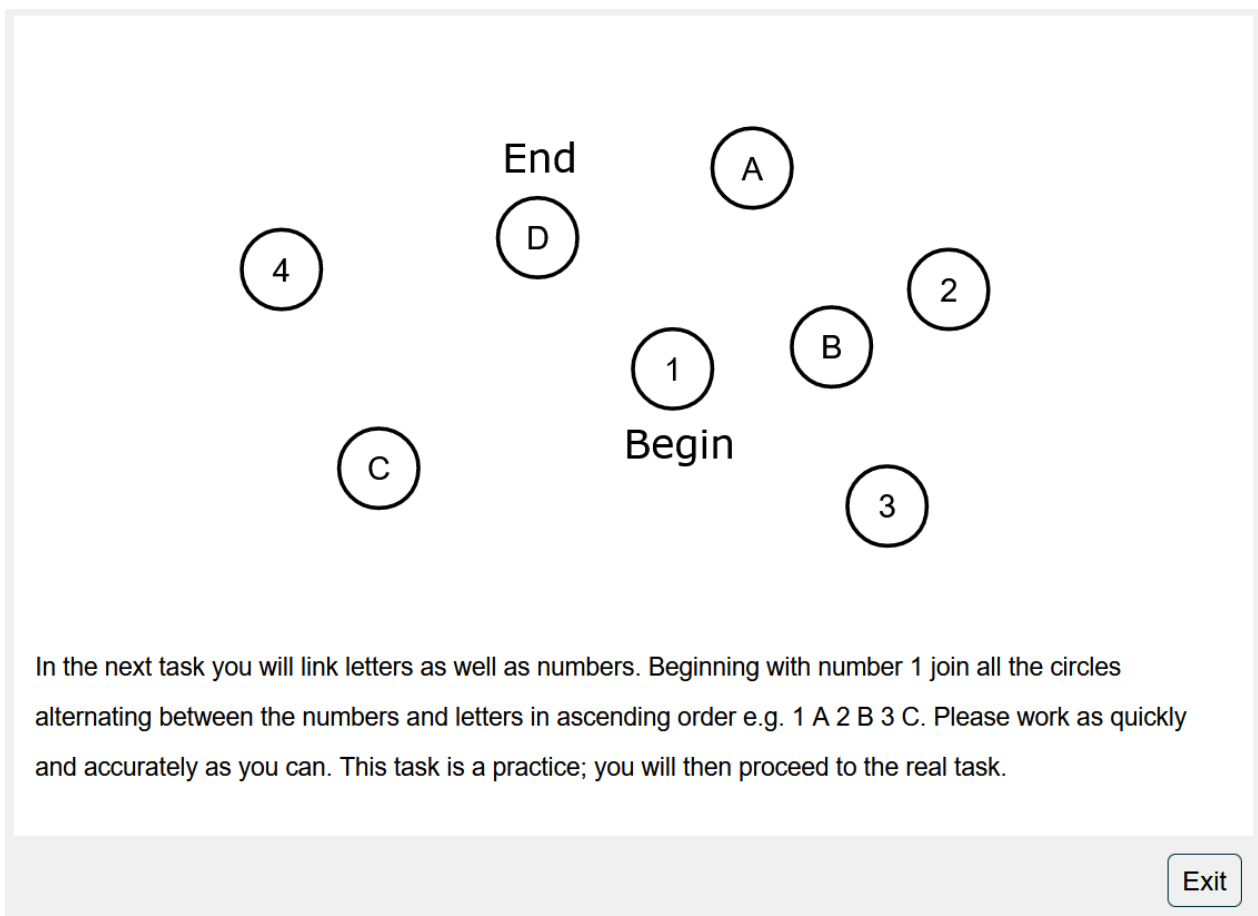 End
A
D
4
2
B
1
Begin
C
3
In the next task you will link letters as well as numbers. Beginning with number 1 join all the circles
alternating between the numbers and letters in ascending order e.g. 1 A 2 B 3 C. Please work as quickly
and accurately as you can. This task is a practice; you will then proceed to the real task.
Exit